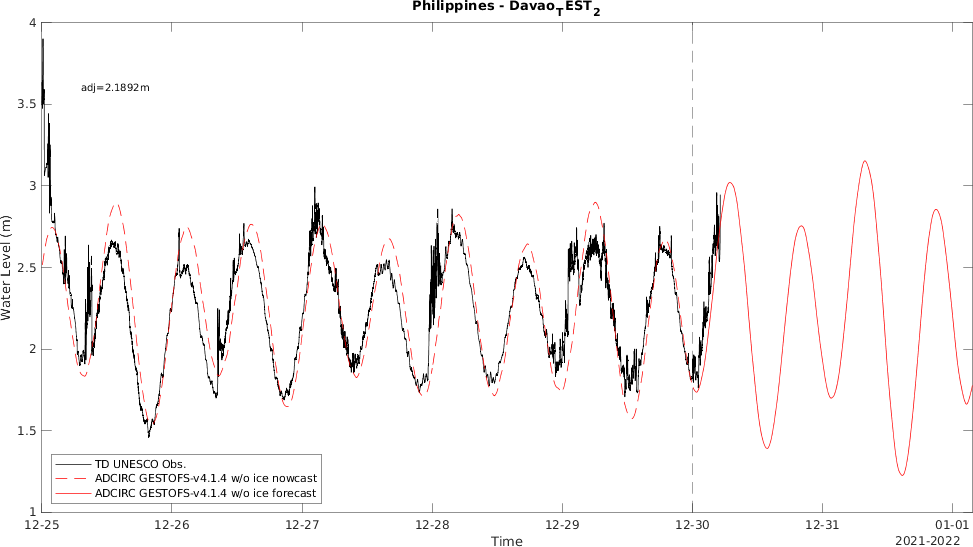 Philippines - DavaoTEST2
4
adj=2.1892m
3.5
3
2.5
2
1.5
1
Water Level (m)
TD UNESCO Obs.
ADCIRC GESTOFS-v4.1.4 w/o ice nowcast
ADCIRC GESTOFS-v4.1.4 w/o ice forecast
12-25 12-26 12-27 12-28 12-29 12-30 12-31 01-01
Time
2021-2022